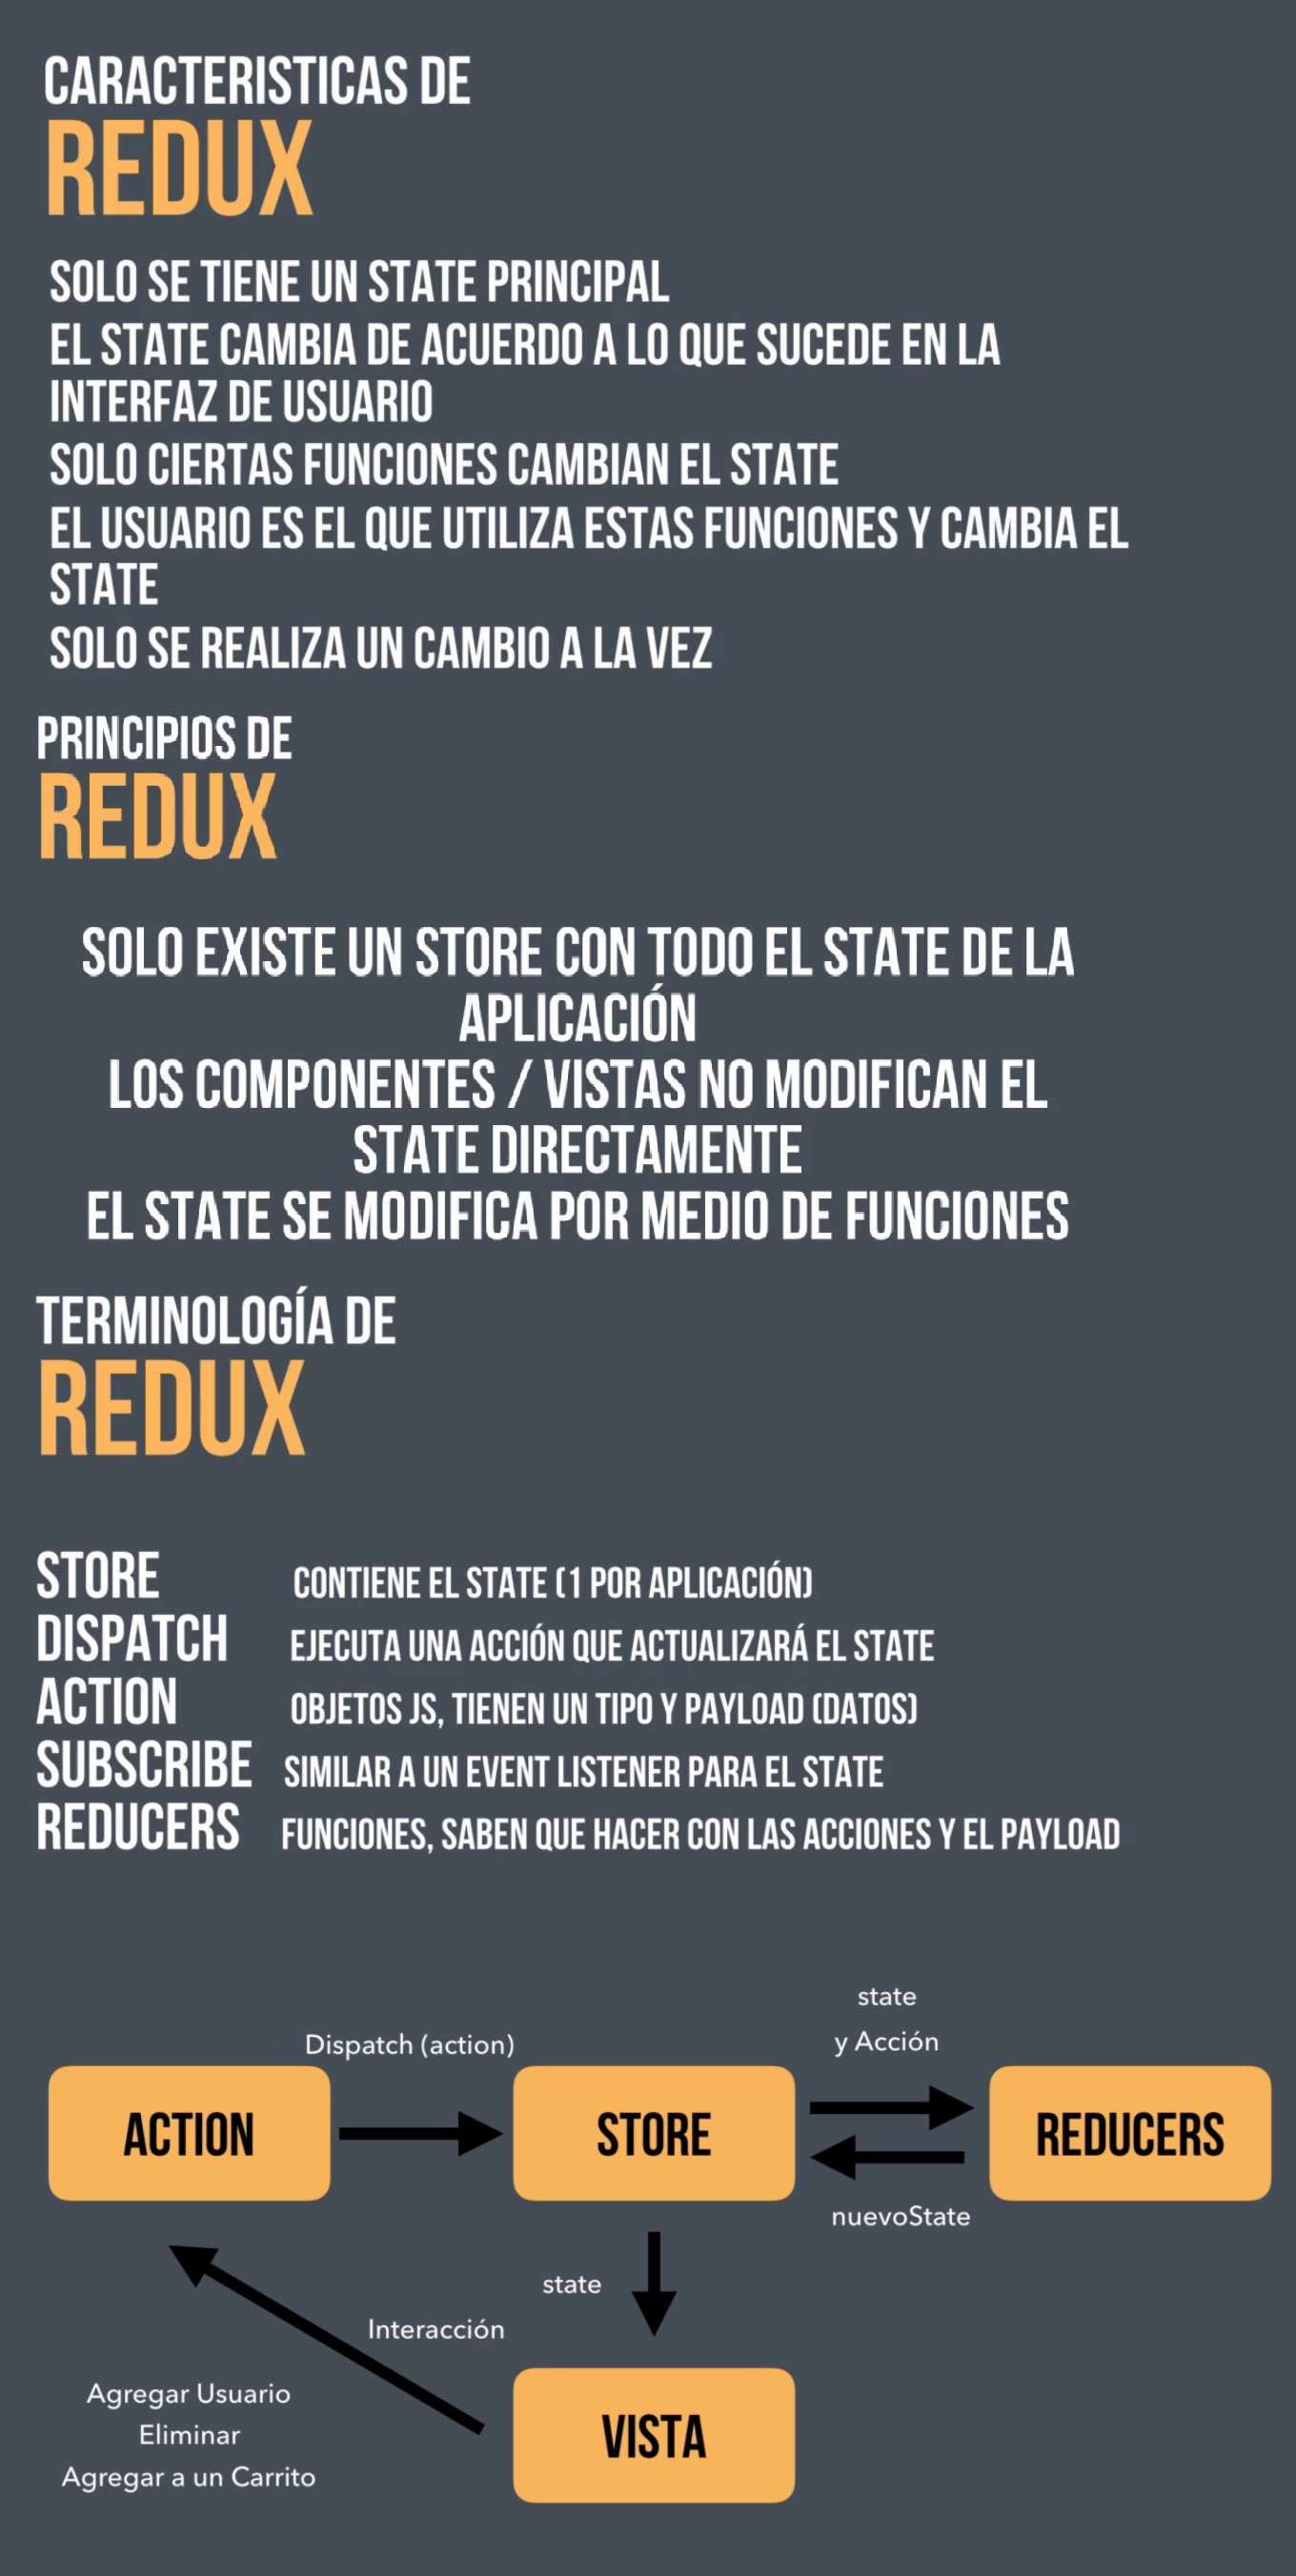 CARACTERISTICAS DE
REDUX
SOLO SE TIENE UN STATE PRINCIPAL
EL STATE CAMBIA DE ACUERDO A LO QUE SUCEDE EN LA
INTERFAZ DE USUARIO
SOLO CIERTAS FUNCIONES CAMBIAN EL STATE
EL USUARIO ES EL QUE UTILIZA ESTAS FUNCIONES Y CAMBIA EL
STATE
SOLO SE REALIZA UN CAMBIO A LA VEZ
PRINCIPIOS DE
REDUX
SOLO EXISTE UN STORE CON TODO EL STATE DE LA
APLICACIÓN
LOS COMPONENTES / VISTAS NO MODIFICAN EL
STATE DIRECTAMENTE
EL STATE SE MODIFICA POR MEDIO DE FUNCIONES
TERMINOLOGÍA DE
REDUX
STORE CONTIENE EL STATE (1 POR APLICACIÓN)
DISPATCH EJECUTA UNA ACCIÓN QUE ACTUALIZARÁ EL STATE
ACTION OBJETOS JS, TIENEN UN TIPO Y PAYLOAD (DATOS)
SUBSCRIBE SIMILAR A UN EVENT LISTENER PARA EL STATE
REDUCERS FUNCIONES, SABEN QUE HACER CON LAS ACCIONES Y EL PAYLOAD
state
y Acción
Dispatch (action)
ACTION
STORE
REDUCERS
nuevoState
state
Interacción
Agregar Usuario
Eliminar
Agregar a un Carrito
VISTA